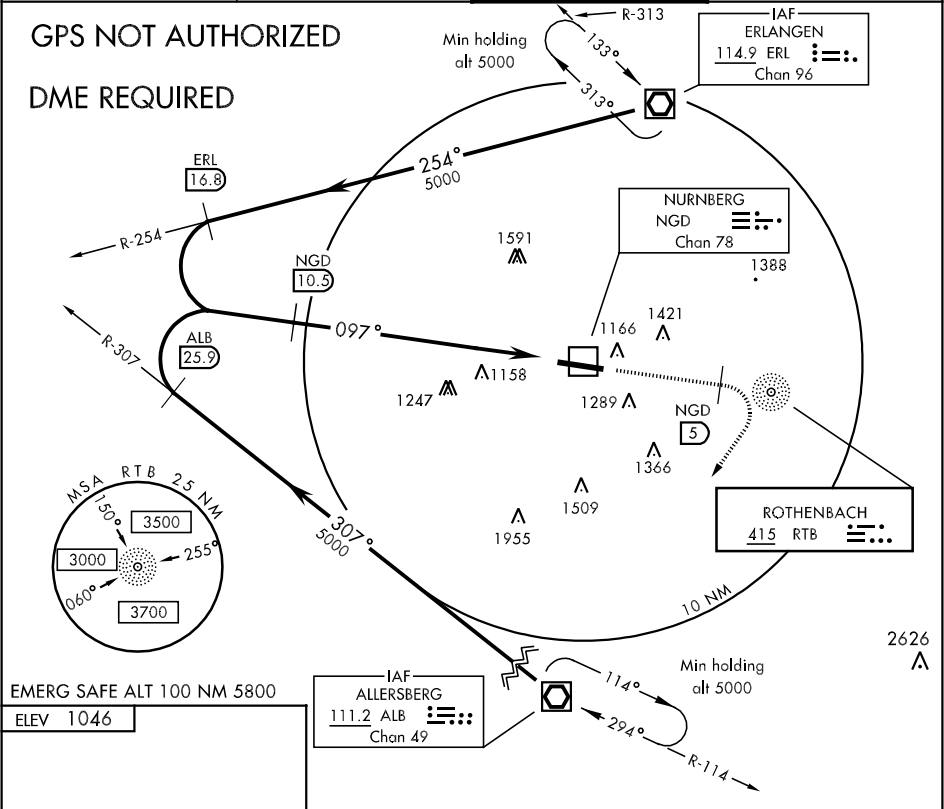 GPS NOT AUTHORIZED
DME REQUIRED
R-313
Min holding
alt 5000
133°
313°
IAF
ERLANGEN
114.9 ERL
Chan 96
254°
5000
ERL
16.8
R-254
NURNBERG
NGD
Chan 78
1591
1388
NGD
10.5
097°
1166
1421
R-307
ALB
25.9
1158
1247
1289
NGD
5
1366
1509
1955
ROTHENBACH
415 RTB
307°
5000
MSA RTB 25 NM
150°
3500
3000
255°
060°
3700
10 NM
2626
EMERG SAFE ALT 100 NM 5800
ELEV 1046
IAF
ALLERSBERG
111.2 ALB
Chan 49
114°
294°
Min holding
alt 5000
R-114